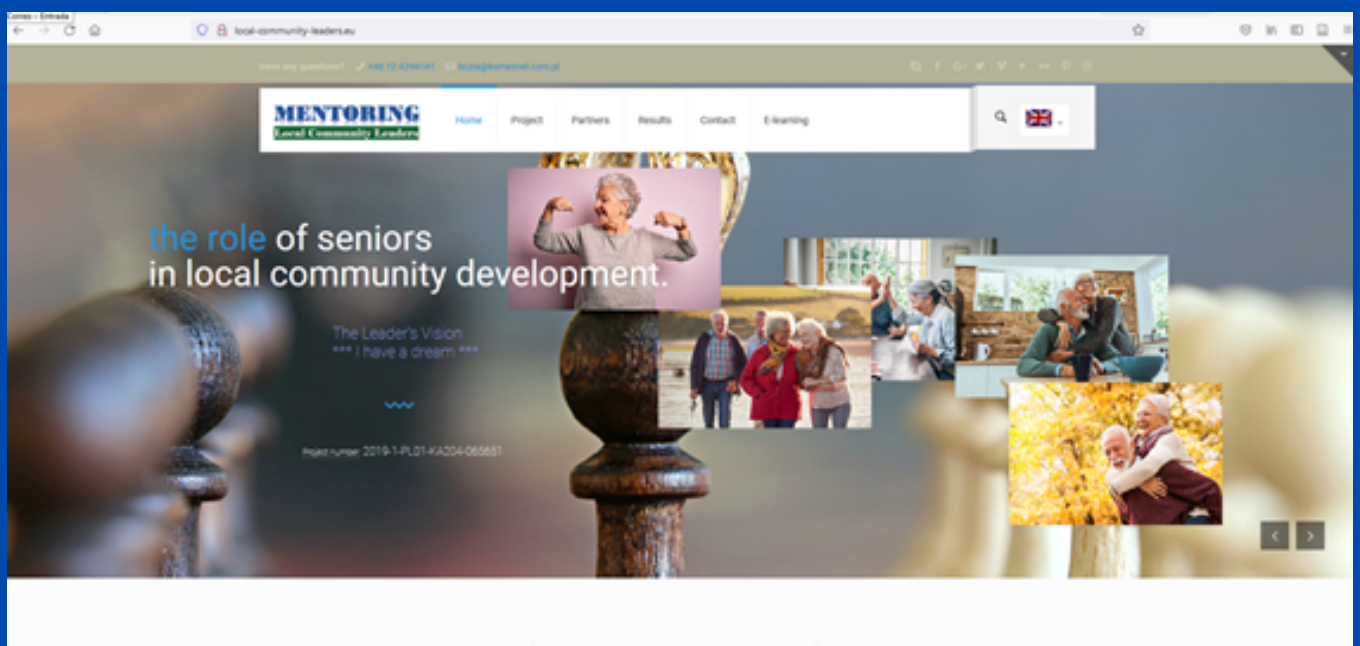 Correo :: Entrada
local-community-leaders.eu
Have any questions? +48 12 4294141
MENTORING
Local Community Leaders
Home Project Partners Results Contact E-learning
the role of seniors
in local community development.
The Leader's Vision
*** I have a dream ***
Project number: 2019-1-PL01-KA204-065651